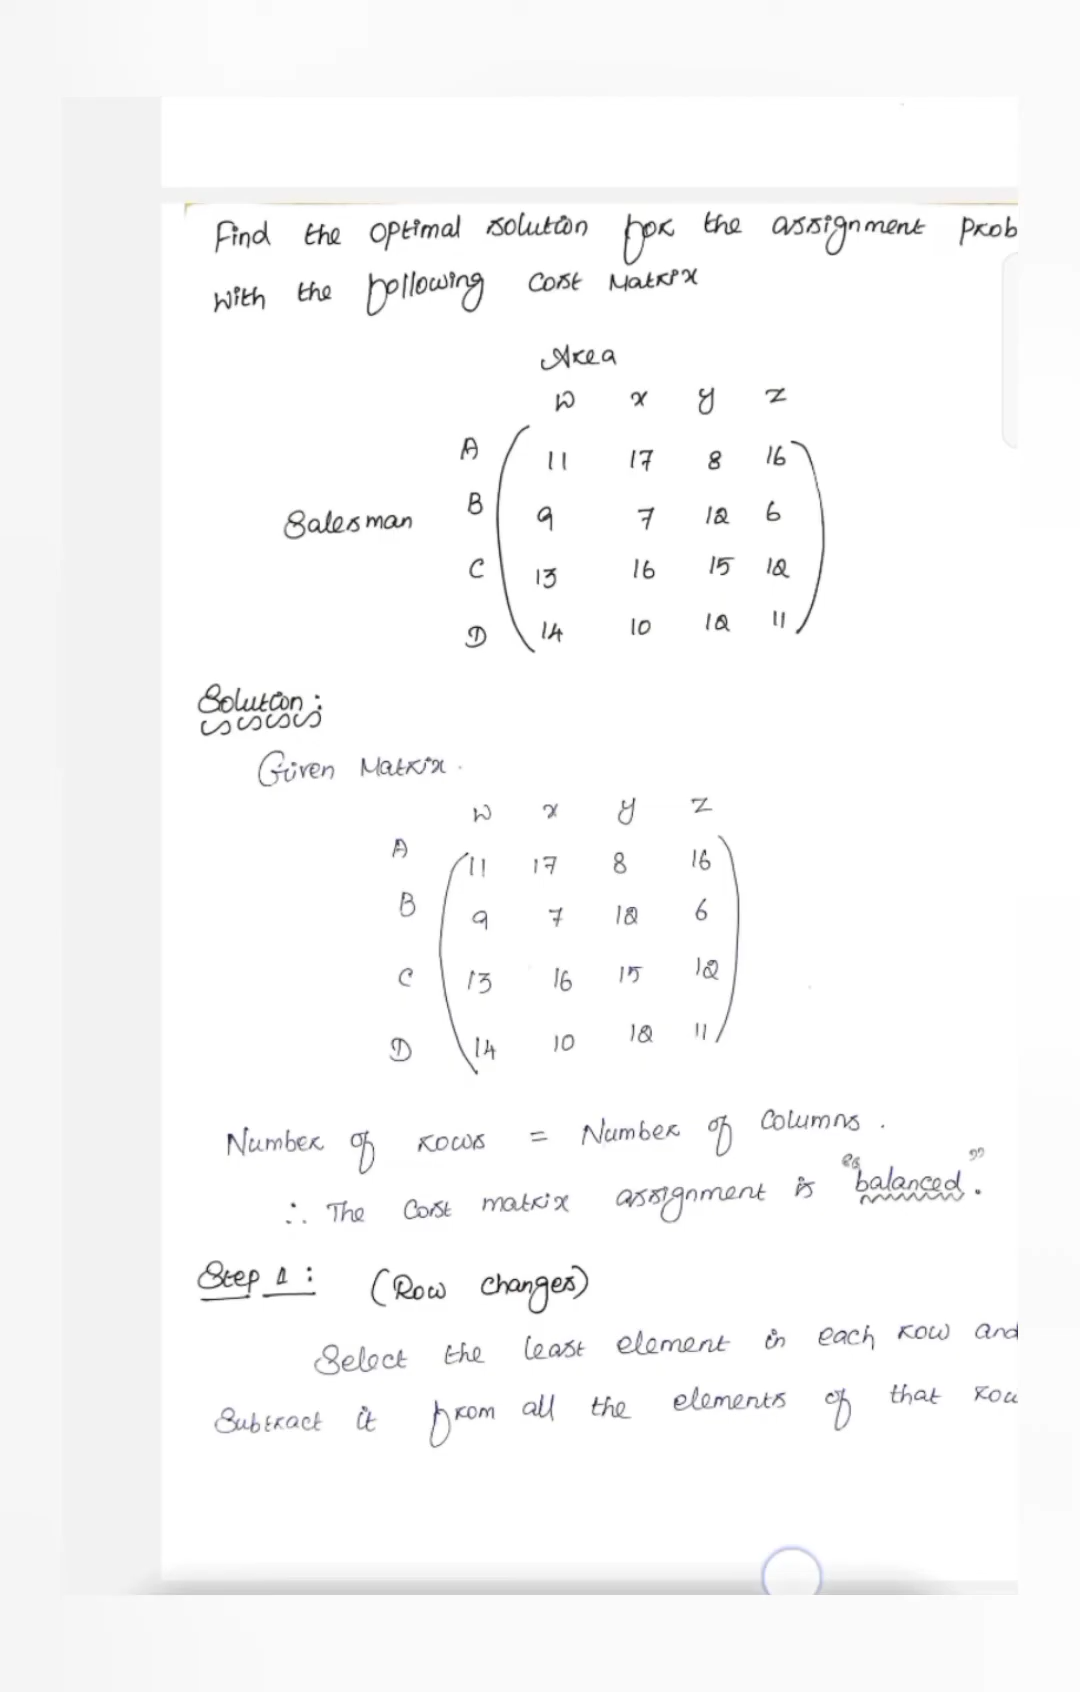 Find the optimal solution for the assignment Prob
with the following Cost Matrix
Area
W x y z
A 11 17 8 16
B 9 7 12 6
Salesman
C 13 16 15 12
D 14 10 12 11
Solution:
Given Matrix.
W x y z
A 11 17 8 16
B 9 7 12 6
C 13 16 15 12
D 14 10 12 11
Number of rows = Number of Columns.
∴ The Cost matrix assignment is "balanced".
Step 1: (Row changes)
Select the least element in each row and
Subtract it from all the elements of that row